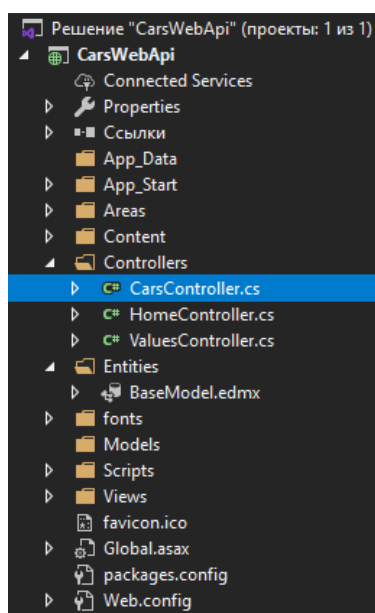 Решение "CarsWebApi" (проекты: 1 из 1)
CarsWebApi
Connected Services
Properties
Ссылки
App_Data
App_Start
Areas
Content
Controllers
C# CarsController.cs
C# HomeController.cs
C# ValuesController.cs
Entities
BaseModel.edmx
fonts
Models
Scripts
Views
favicon.ico
Global.asax
packages.config
Web.config